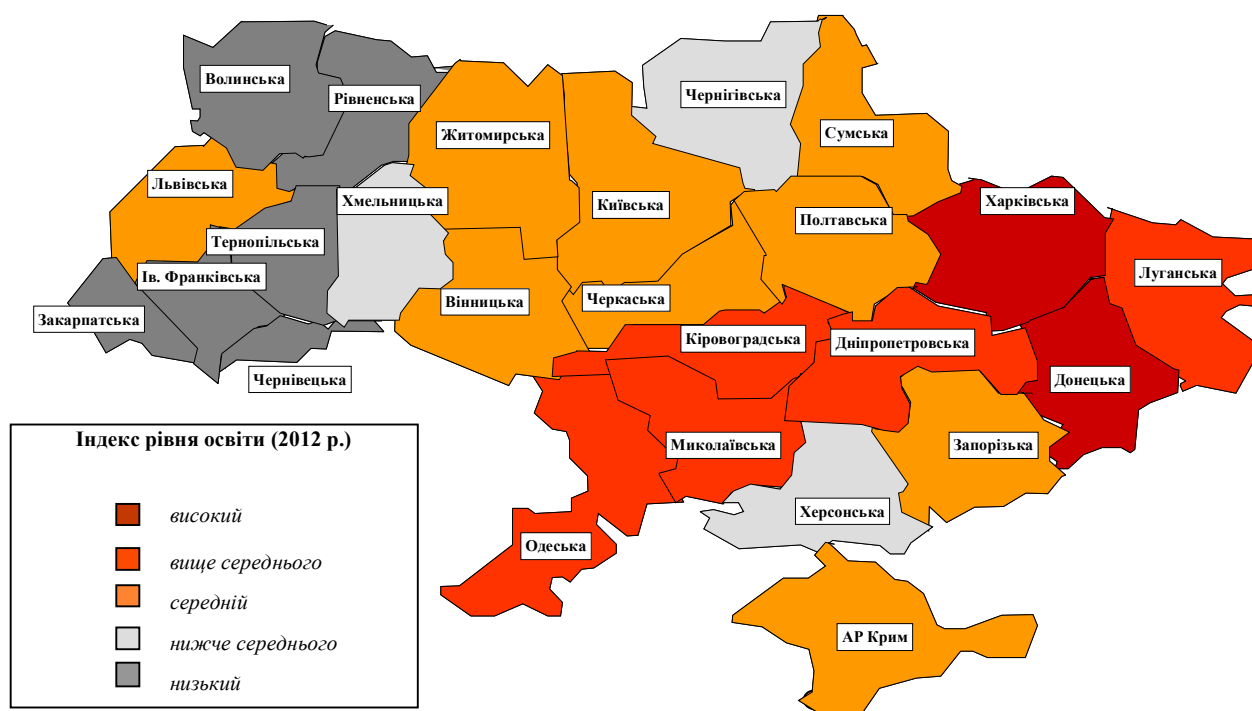 Волинська
Рівненська
Чернігівська
Житомирська
Сумська
Львівська
Хмельницька
Київська
Харківська
Полтавська
Тернопільська
Ів. Франківська
Луганська
Вінницька
Черкаська
Закарпатська
Кіровоградська
Дніпропетровська
Чернівецька
Донецька
Миколаївська
Запорізька
Херсонська
Одеська
АР Крим
Індекс рівня освіти (2012 р.)
високий
вище середнього
середній
нижче середнього
низький